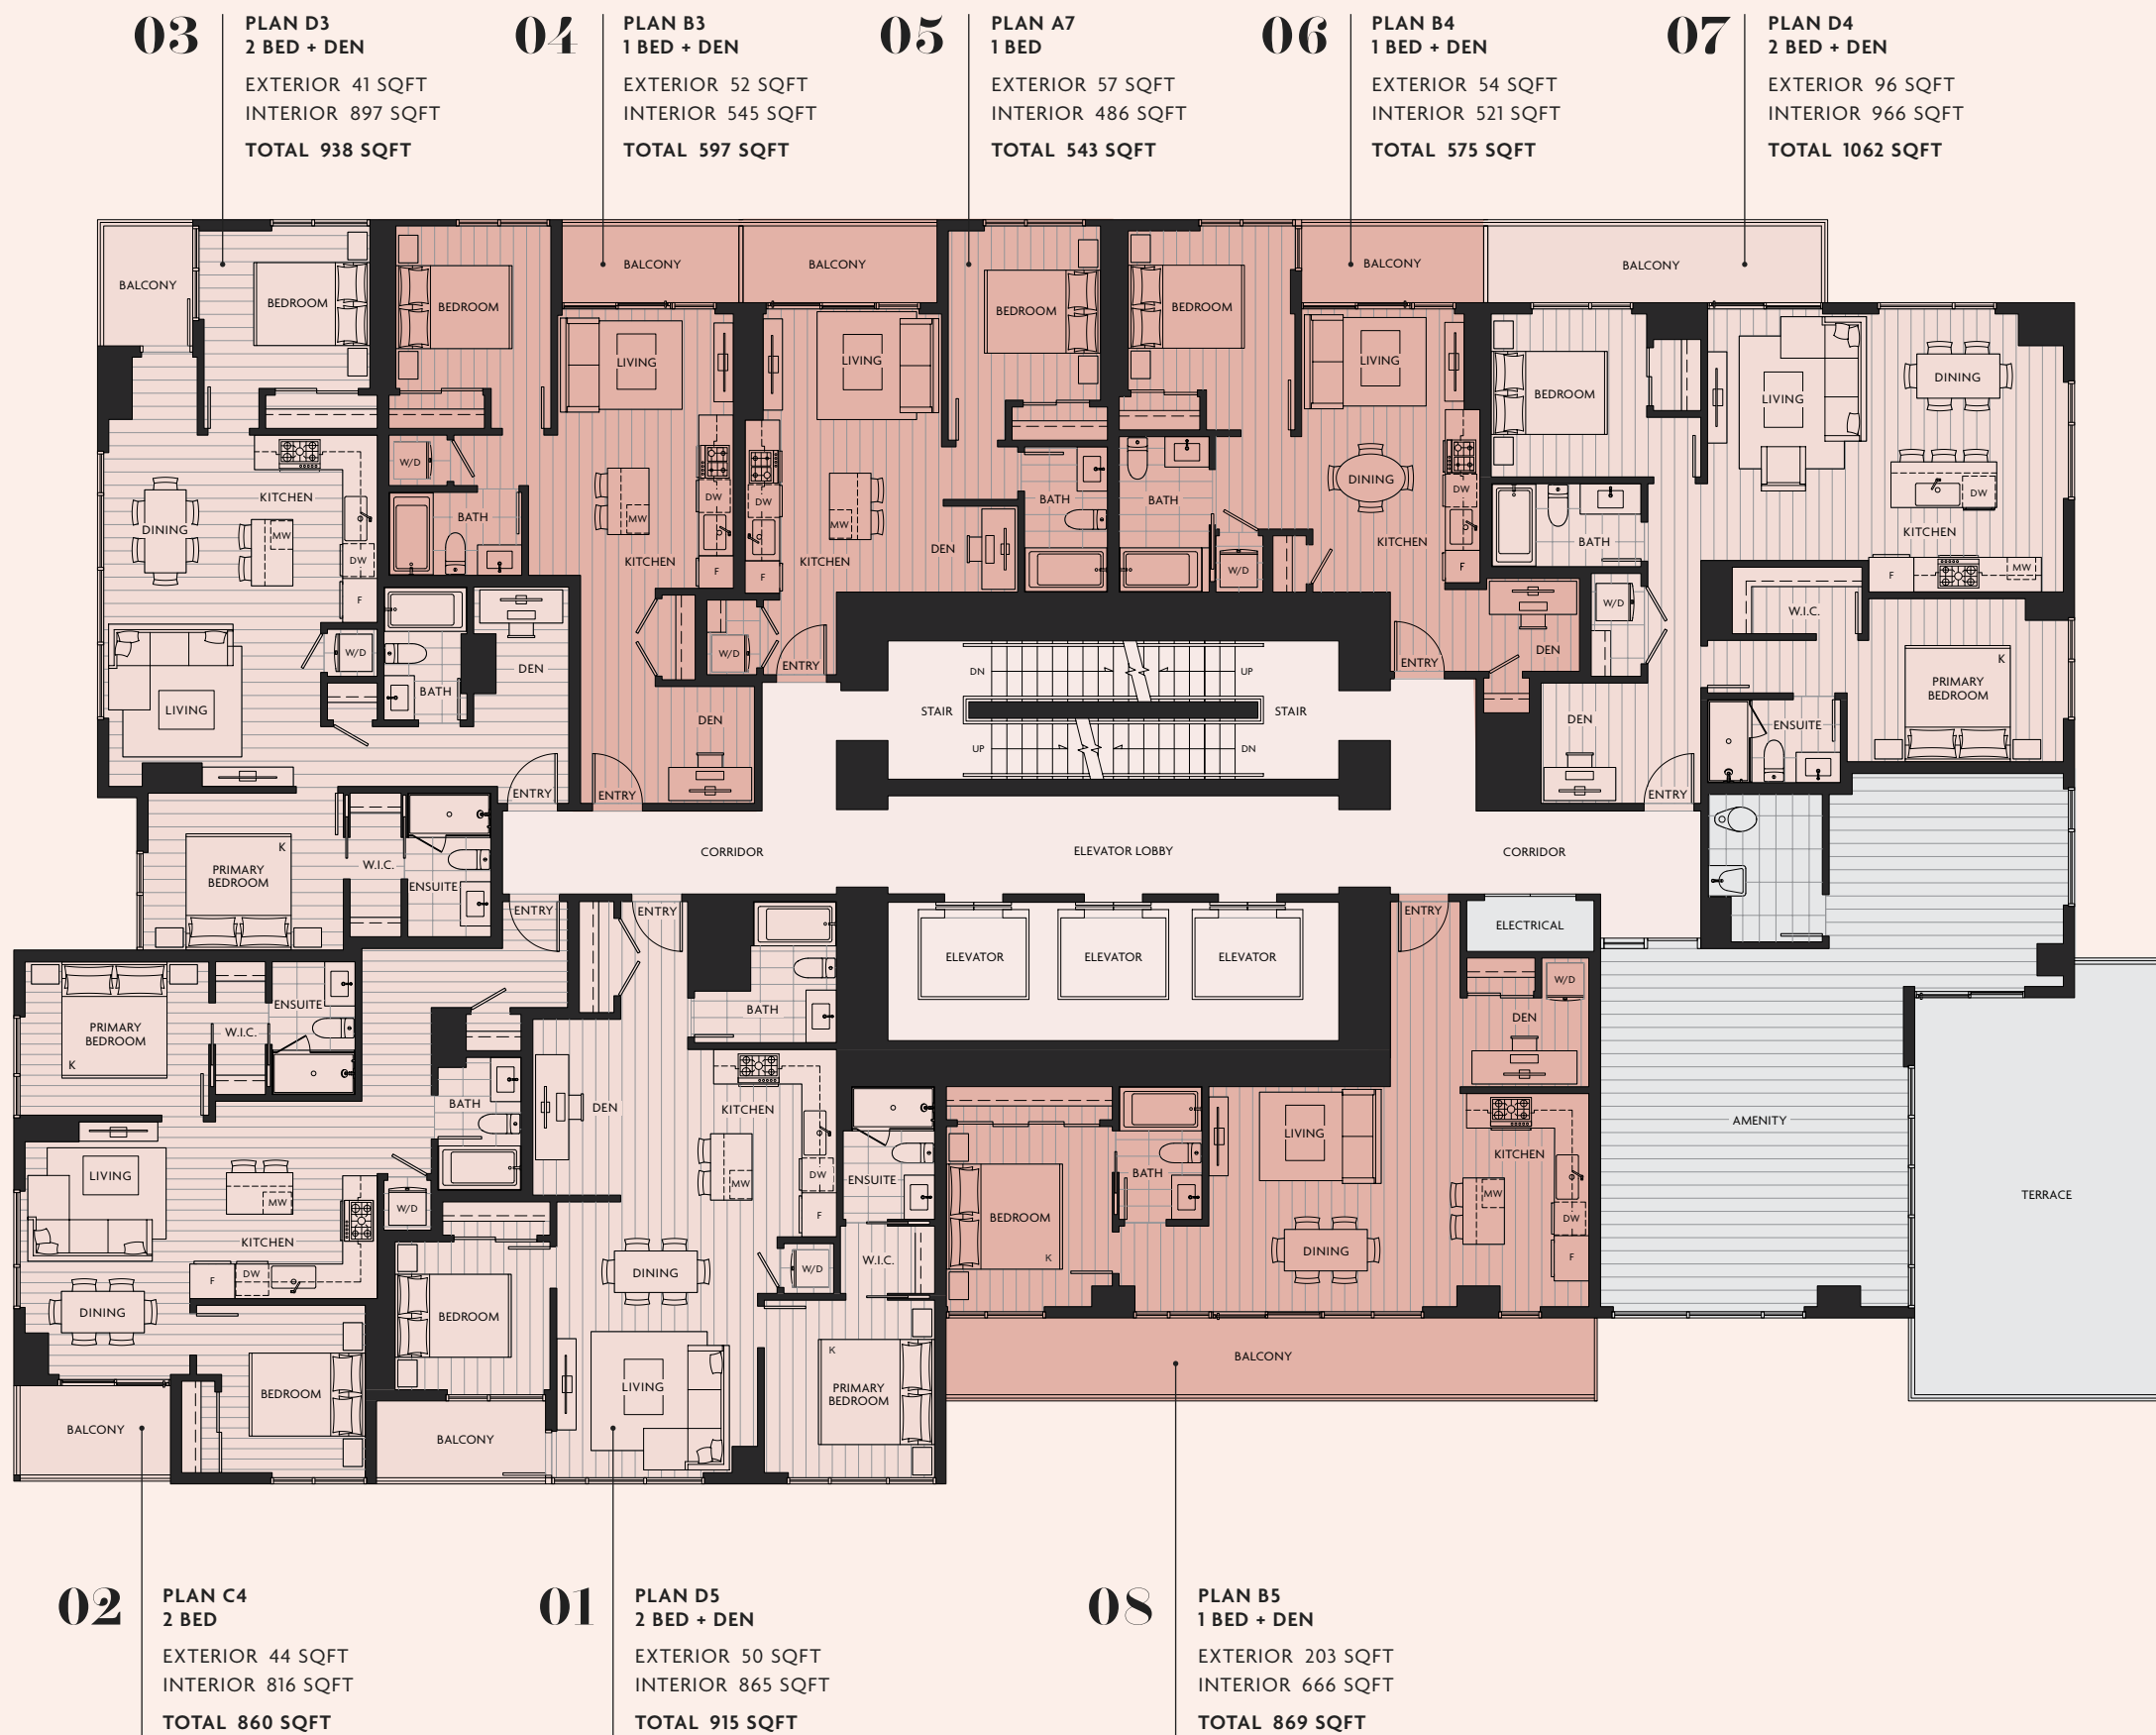 03
PLAN D3
2 BED + DEN
EXTERIOR 41 SQFT
INTERIOR 897 SQFT
TOTAL 938 SQFT
04
PLAN B3
1 BED + DEN
EXTERIOR 52 SQFT
INTERIOR 545 SQFT
TOTAL 597 SQFT
05
PLAN A7
1 BED
EXTERIOR 57 SQFT
INTERIOR 486 SQFT
TOTAL 543 SQFT
06
PLAN B4
1 BED + DEN
EXTERIOR 54 SQFT
INTERIOR 521 SQFT
TOTAL 575 SQFT
07
PLAN D4
2 BED + DEN
EXTERIOR 96 SQFT
INTERIOR 966 SQFT
TOTAL 1062 SQFT
BALCONY
BEDROOM
KITCHEN
DINING
MW
DW
F
W/D
BATH
DEN
LIVING
ENTRY
PRIMARY
BEDROOM
K
W.I.C.
ENSUITE
BEDROOM
BALCONY
LIVING
W/D
BATH
DW
MW
KITCHEN
F
DEN
ENTRY
BALCONY
LIVING
BEDROOM
DW
MW
KITCHEN
F
DEN
BATH
W/D
ENTRY
BEDROOM
BALCONY
LIVING
BATH
DINING
DW
KITCHEN
F
W/D
DEN
ENTRY
BALCONY
BEDROOM
LIVING
DINING
DW
KITCHEN
F
MW
BATH
W/D
W.I.C.
K
PRIMARY
BEDROOM
DEN
ENSUITE
ENTRY
DN
UP
STAIR
STAIR
UP
DN
CORRIDOR
ELEVATOR LOBBY
CORRIDOR
ELEVATOR
ELEVATOR
ELEVATOR
ELECTRICAL
AMENITY
TERRACE
ENTRY
PRIMARY
BEDROOM
K
W.I.C.
ENSUITE
BATH
LIVING
MW
W/D
KITCHEN
F
DW
DINING
BEDROOM
BALCONY
ENTRY
BATH
DEN
KITCHEN
MW
DW
F
ENSUITE
W.I.C.
W/D
DINING
BEDROOM
LIVING
K
PRIMARY
BEDROOM
BALCONY
ENTRY
W/D
DEN
LIVING
KITCHEN
BATH
MW
DW
F
BEDROOM
K
DINING
BALCONY
02
PLAN C4
2 BED
EXTERIOR 44 SQFT
INTERIOR 816 SQFT
TOTAL 860 SQFT
01
PLAN D5
2 BED + DEN
EXTERIOR 50 SQFT
INTERIOR 865 SQFT
TOTAL 915 SQFT
08
PLAN B5
1 BED + DEN
EXTERIOR 203 SQFT
INTERIOR 666 SQFT
TOTAL 869 SQFT